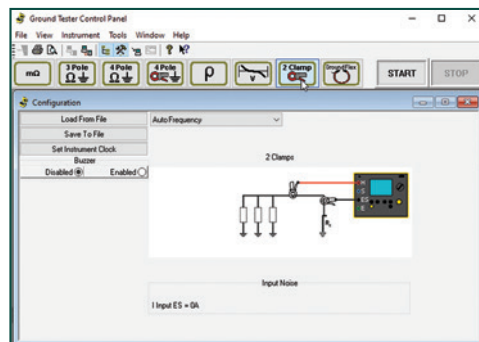 Ground Tester Control Panel
File View Instrument Tools Window Help
mΩ
3 Pole
Ω
4 Pole
Ω
4 Pole
ρ
V
2 Clamp
GroundFlex
START
STOP
Configuration
Load From File
Auto Frequency
Save To File
Set Instrument Clock
Buzzer
Disabled
Enabled
2 Clamps
H
S
ES
E
Input Noise
I Input ES = 0A